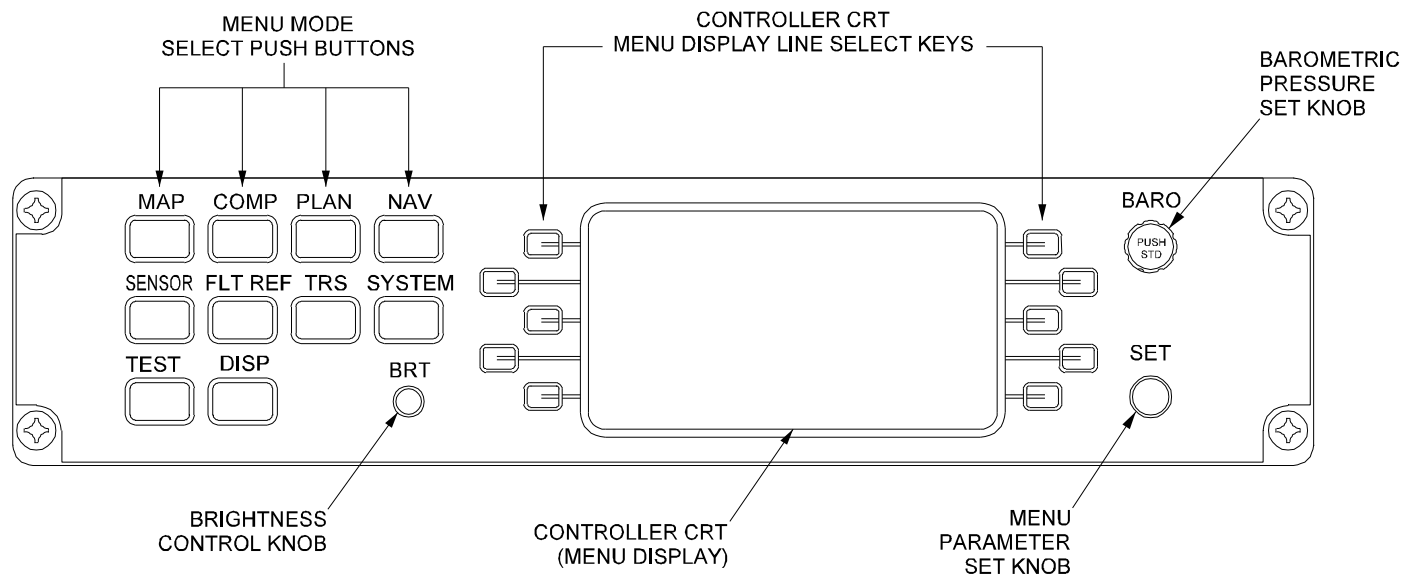 MENU MODE
SELECT PUSH BUTTONS
CONTROLLER CRT
MENU DISPLAY LINE SELECT KEYS
BAROMETRIC
PRESSURE
SET KNOB
MAP COMP PLAN NAV
BARO
PUSH
STD
SENSOR FLT REF TRS SYSTEM
TEST DISP
BRT
SET
BRIGHTNESS
CONTROL KNOB
CONTROLLER CRT
(MENU DISPLAY)
MENU
PARAMETER
SET KNOB